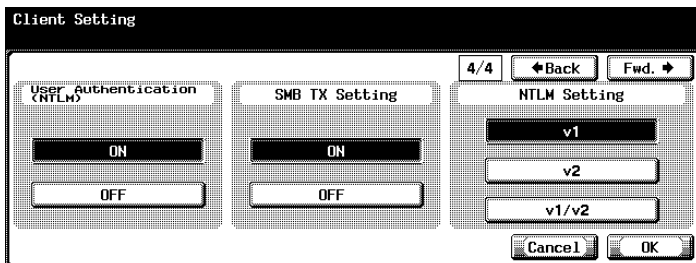 Client Setting
4/4 ←Back Fwd. →
User Authentication
(NTLM)
SMB TX Setting
NTLM Setting
ON
OFF
ON
OFF
v1
v2
v1/v2
Cancel OK